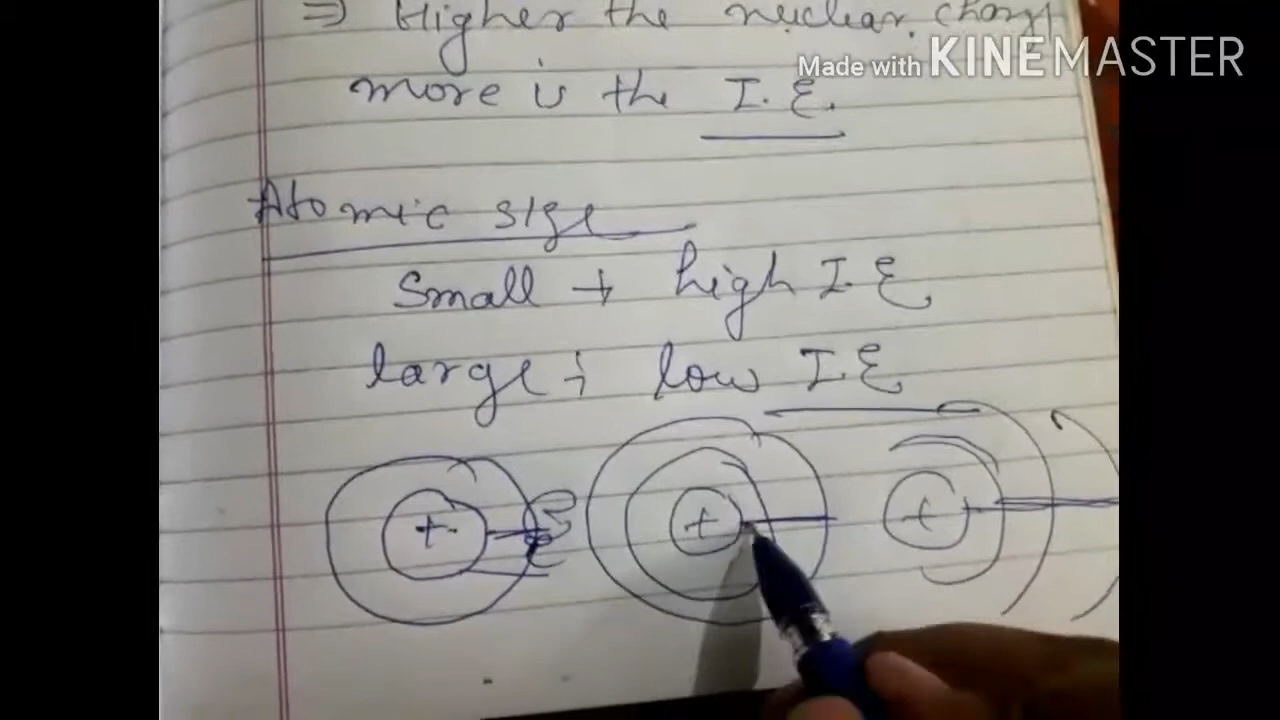 ⇒ Higher the nuclear charge
Made with KINEMASTER
more is the I.E.
Atomic size
Small → high I.E.
large → low I.E
+
+
+